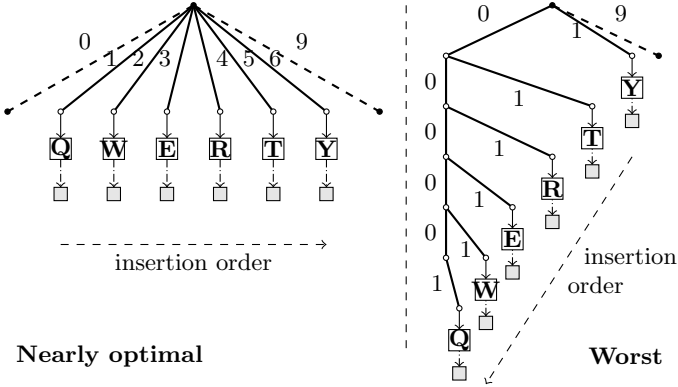 0 1 2 3 4 5 6 9
Q W E R T Y
insertion order
Nearly optimal
0 1 9
Y
0 1
T
0 1
R
0 1
E
0 1
W
1
Q
insertion
order
Worst